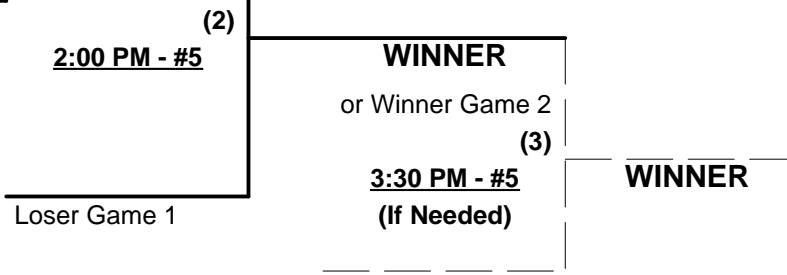 (2)
2:00 PM - #5
Loser Game 1
WINNER
or Winner Game 2
(3)
3:30 PM - #5
(If Needed)
WINNER